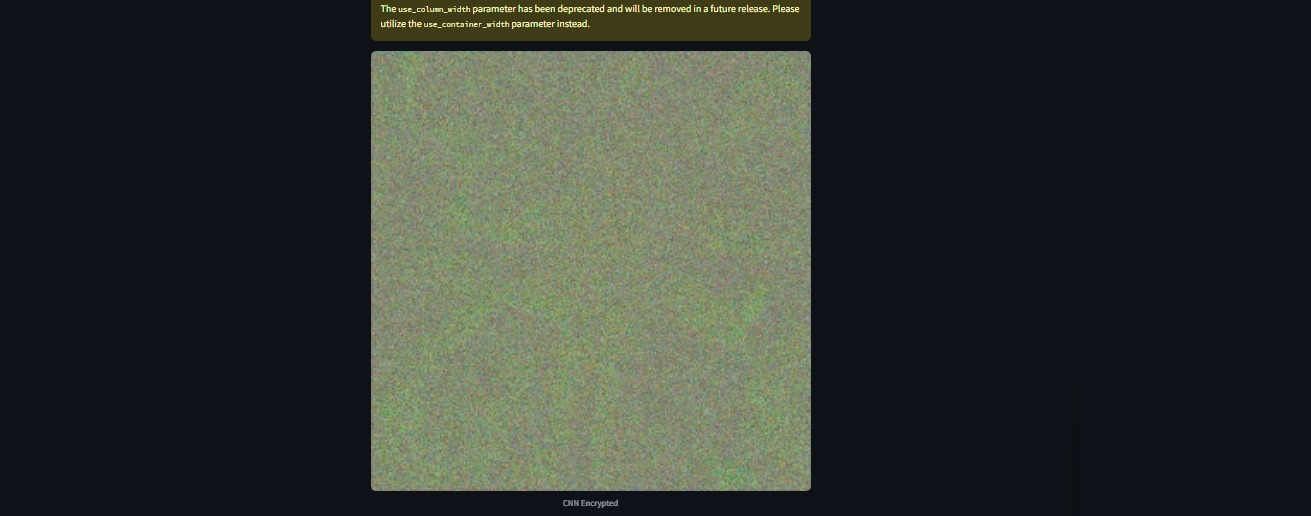 The use_column_width parameter has been deprecated and will be removed in a future release. Please
utilize the use_container_width parameter instead.
CNN Encrypted